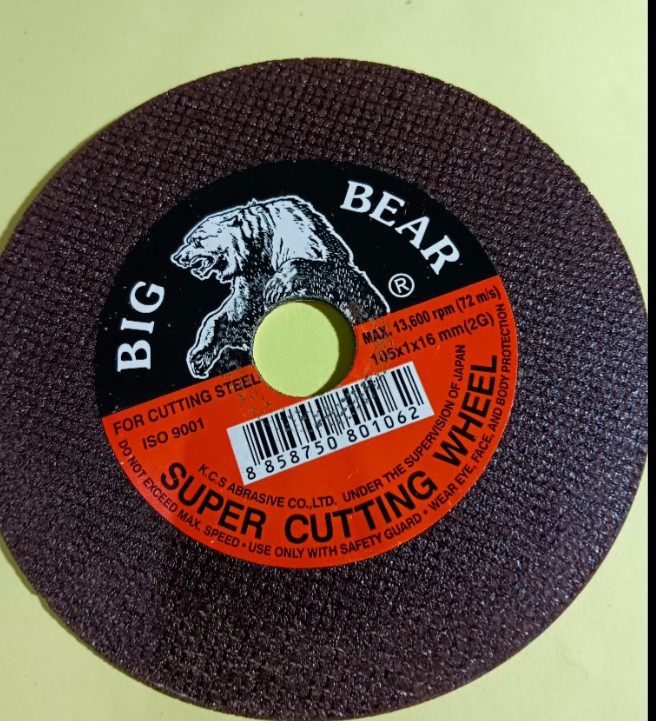 BIG BEAR
®
MAX. 13,600 rpm (72 m/s)
105x1x16 mm(2G)
FOR CUTTING STEEL
ISO 9001
8 858750 801062
K.C.S ABRASIVE CO.,LTD. UNDER THE SUPERVISION OF JAPAN
SUPER CUTTING WHEEL
DO NOT EXCEED MAX. SPEED • USE ONLY WITH SAFETY GUARD • WEAR EYE, FACE, AND BODY PROTECTION